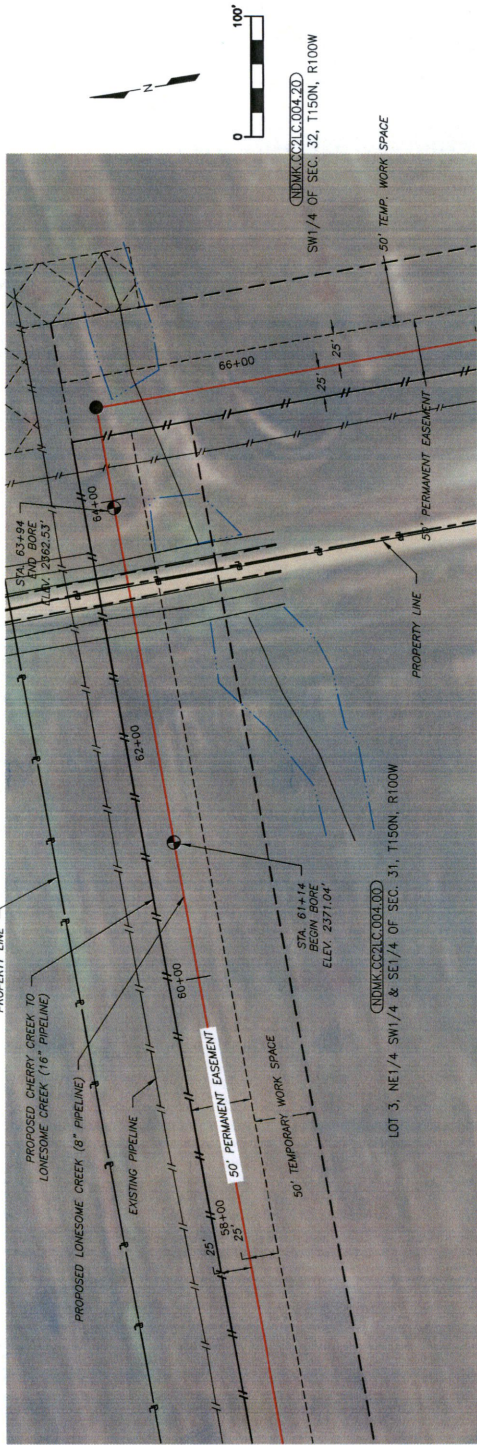 PROPERTY LINE
PROPOSED CHERRY CREEK TO
LONESOME CREEK (16" PIPELINE)
PROPOSED LONESOME CREEK (8" PIPELINE)
EXISTING PIPELINE
50' PERMANENT EASEMENT
50' TEMPORARY WORK SPACE
25'
58+00
25'
60+00
STA. 61+14
BEGIN BORE
ELEV. 2371.04'
62+00
STA. 63+94
END BORE
ELEV. 2362.53'
64+00
66+00
25'
25'
50' PERMANENT EASEMENT
50' TEMP. WORK SPACE
PROPERTY LINE
NDMK.CC2LC.004.00
LOT 3, NE1/4 SW1/4 & SE1/4 OF SEC. 31, T150N, R100W
NDMK.CC2LC.004.20
SW1/4 OF SEC. 32, T150N, R100W
N
0
100'